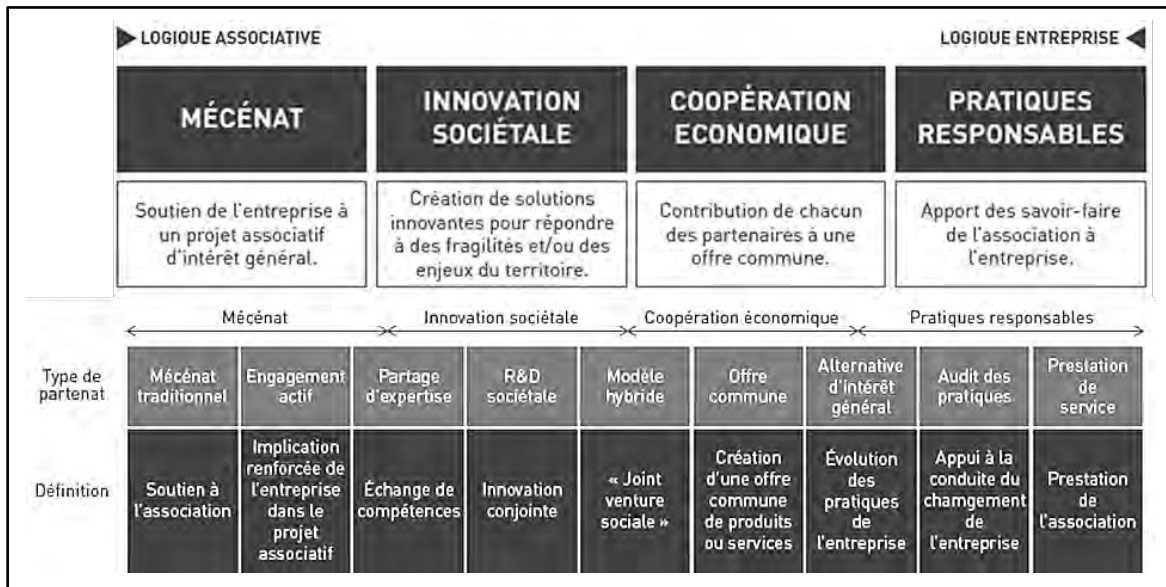 LOGIQUE ASSOCIATIVE
LOGIQUE ENTREPRISE
MÉCÉNAT
INNOVATION
SOCIÉTALE
COOPÉRATION
ECONOMIQUE
PRATIQUES
RESPONSABLES
Soutien de l'entreprise à
un projet associatif
d'intérêt général.
Création de solutions
innovantes pour répondre
à des fragilités et/ou des
enjeux du territoire.
Contribution de chacun
des partenaires à une
offre commune.
Apport des savoir-faire
de l'association à
l'entreprise.
Mécénat
Innovation sociétale
Coopération économique
Pratiques responsables
Type de
partenat
Mécénat
traditionnel
Engagement
actif
Partage
d'expertise
R&D
sociétale
Modèle
hybride
Offre
commune
Alternative
d'intérêt
général
Audit des
pratiques
Prestation
de
service
Définition
Soutien à
l'association
Implication
renforcée de
l'entreprise
dans le
projet
associatif
Échange de
compétences
Innovation
conjointe
« Joint
venture
sociale »
Création
d'une offre
commune
de produits
ou services
Évolution
des
pratiques
de
l'entreprise
Appui à la
conduite du
chamgement
de
l'entreprise
Prestation
de
l'association